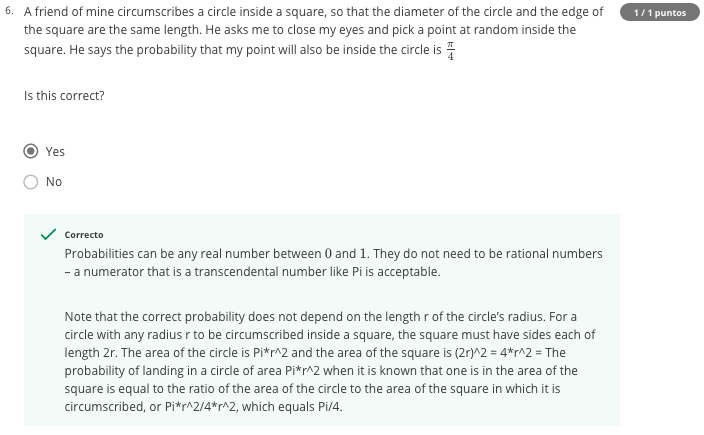 6. A friend of mine circumscribes a circle inside a square, so that the diameter of the circle and the edge of
1 / 1 puntos
the square are the same length. He asks me to close my eyes and pick a point at random inside the
square. He says the probability that my point will also be inside the circle is π/4
Is this correct?
Yes
No
Correcto
Probabilities can be any real number between 0 and 1. They do not need to be rational numbers
– a numerator that is a transcendental number like Pi is acceptable.
Note that the correct probability does not depend on the length r of the circle's radius. For a
circle with any radius r to be circumscribed inside a square, the square must have sides each of
length 2r. The area of the circle is Pi*r^2 and the area of the square is (2r)^2 = 4*r^2 = The
probability of landing in a circle of area Pi*r^2 when it is known that one is in the area of the
square is equal to the ratio of the area of the circle to the area of the square in which it is
circumscribed, or Pi*r^2/4*r^2, which equals Pi/4.